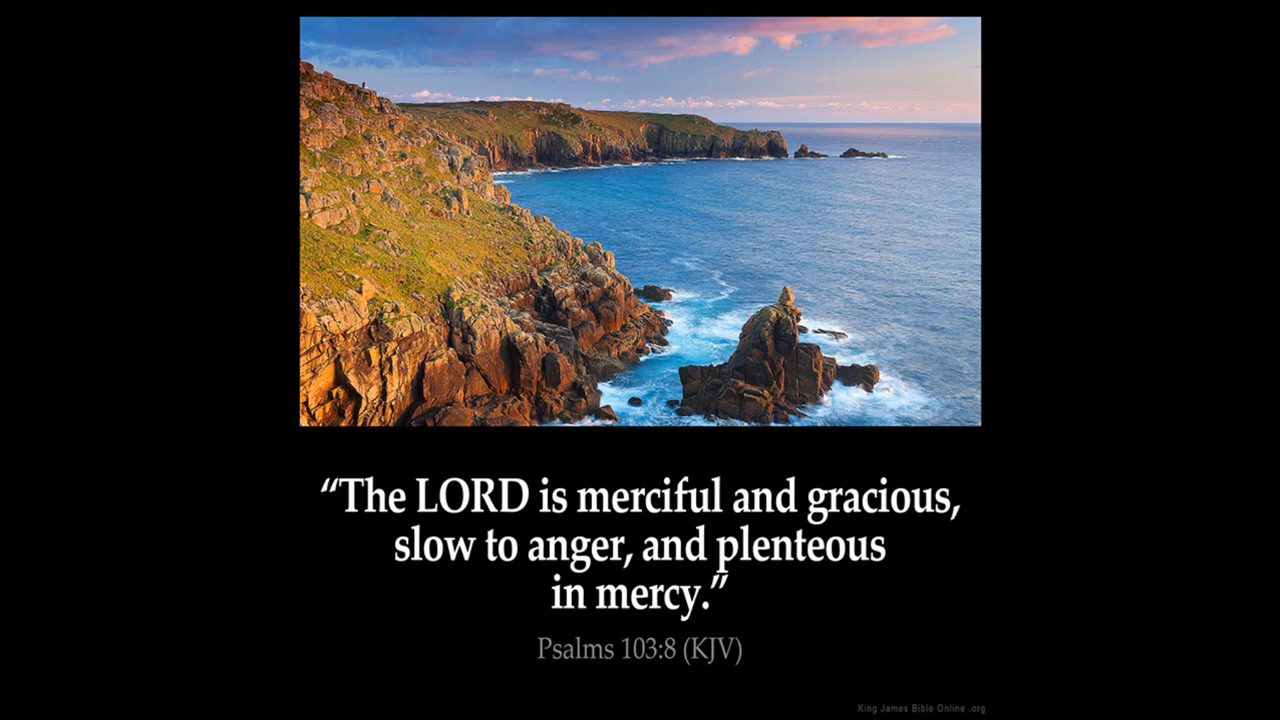 “The LORD is merciful and gracious,
slow to anger, and plenteous
in mercy.”
Psalms 103:8 (KJV)
King James Bible Online .org